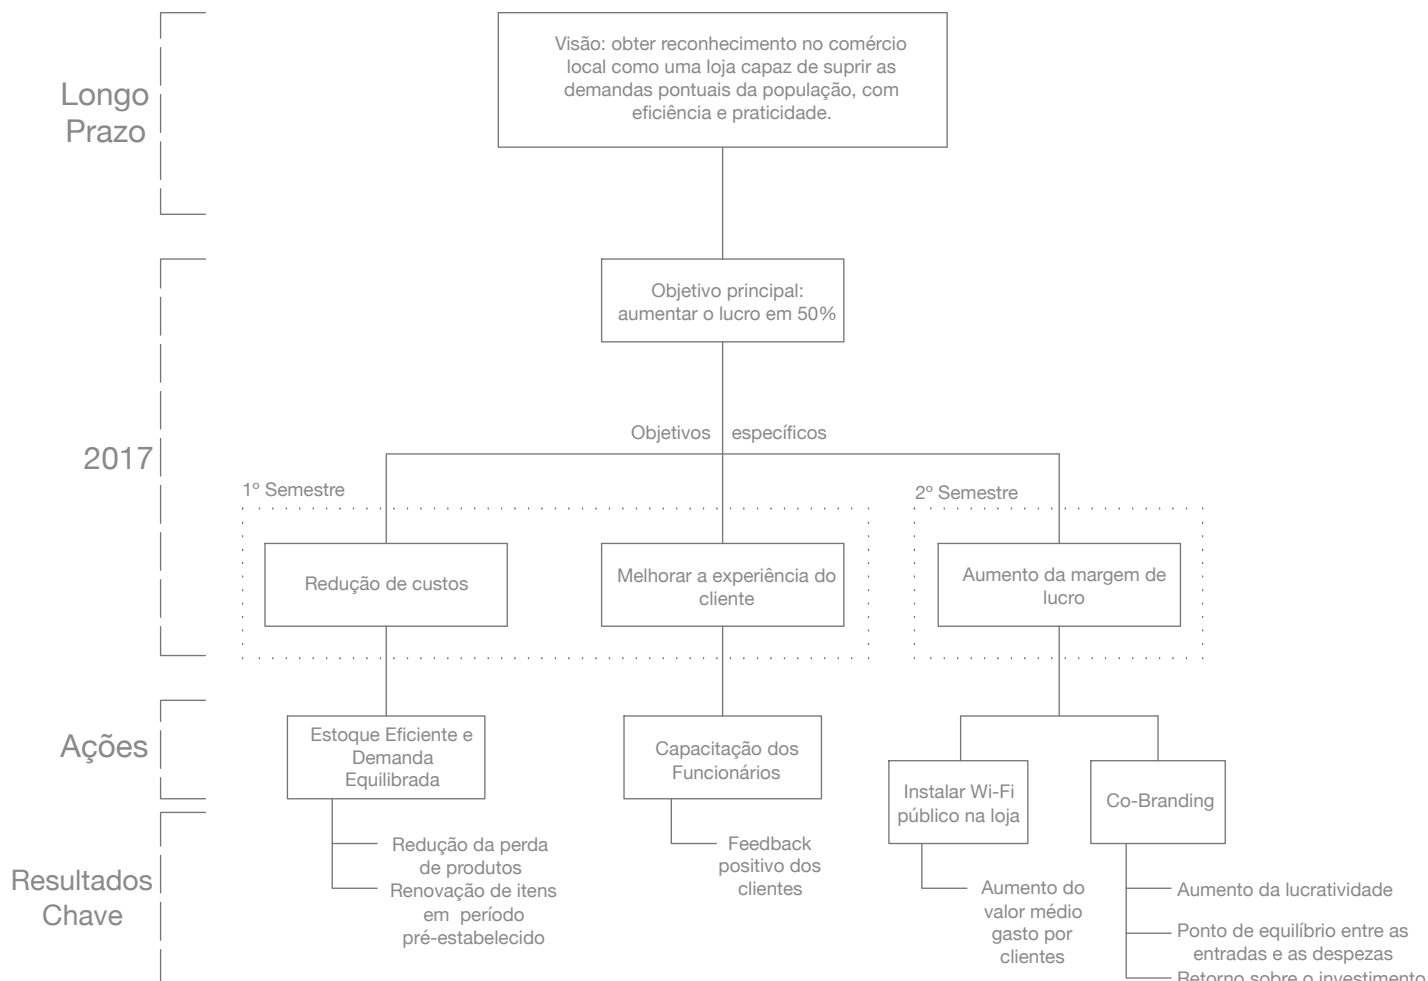 Longo
Prazo
Visão: obter reconhecimento no comércio
local como uma loja capaz de suprir as
demandas pontuais da população, com
eficiência e praticidade.
2017
Objetivo principal:
aumentar o lucro em 50%
Objetivos específicos
1º Semestre
2º Semestre
Redução de custos
Melhorar a experiência do
cliente
Aumento da margem de
lucro
Ações
Estoque Eficiente e
Demanda
Equilibrada
Capacitação dos
Funcionários
Instalar Wi-Fi
público na loja
Co-Branding
Resultados
Chave
Redução da perda
de produtos
Renovação de itens
em período
pré-estabelecido
Feedback
positivo dos
clientes
Aumento do
valor médio
gasto por
clientes
Aumento da lucratividade
Ponto de equilíbrio entre as
entradas e as despezas
Retorno sobre o investimento